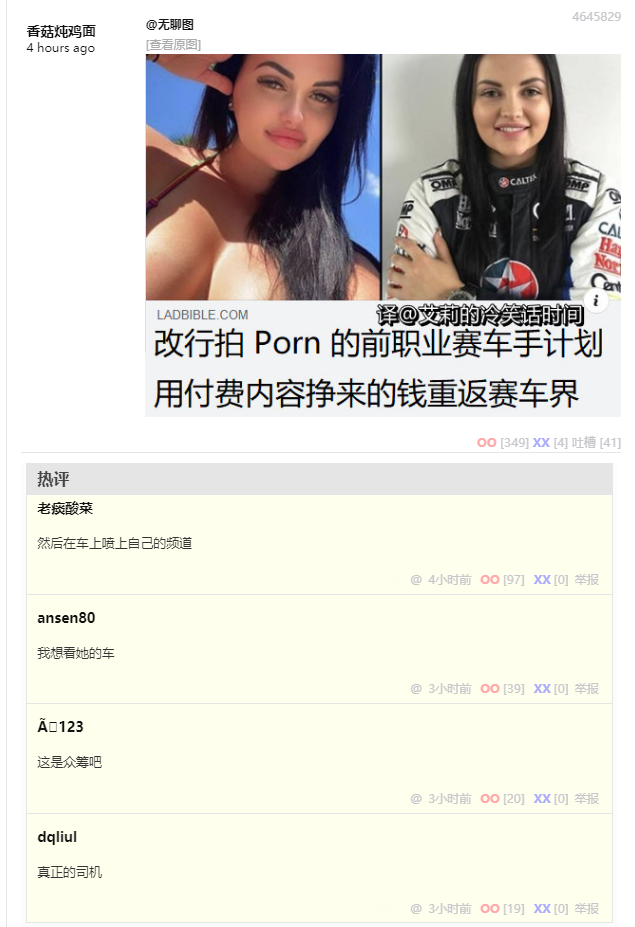 香菇炖鸡面
4 hours ago
@无聊图
4645829
[查看原图]
OMP
CALTEX
OMP
LADBIBLE.COM
译@艾莉的冷笑话时间
i
改行拍 Porn 的前职业赛车手计划
用付费内容挣来的钱重返赛车界
OO [349] XX [4] 吐槽 [41]
热评
老痰酸菜
然后在车上喷上自己的频道
@ 4小时前 OO [97] XX [0] 举报
ansen80
我想看她的车
@ 3小时前 OO [39] XX [0] 举报
Ã□123
这是众筹吧
@ 3小时前 OO [20] XX [0] 举报
dqliul
真正的司机
@ 3小时前 OO [19] XX [0] 举报